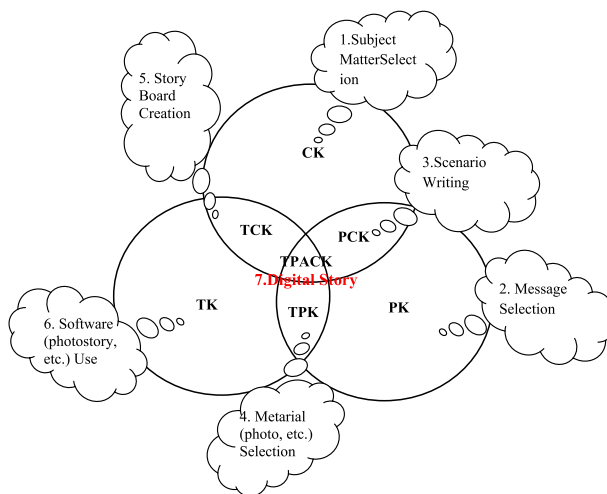 1.Subject
MatterSelect
ion
5. Story
Board
Creation
CK
3.Scenario
Writing
TCK
PCK
TPACK
7.Digital Story
TK
TPK
PK
2. Message
Selection
6. Software
(photostory,
etc.) Use
4. Metarial
(photo, etc.)
Selection